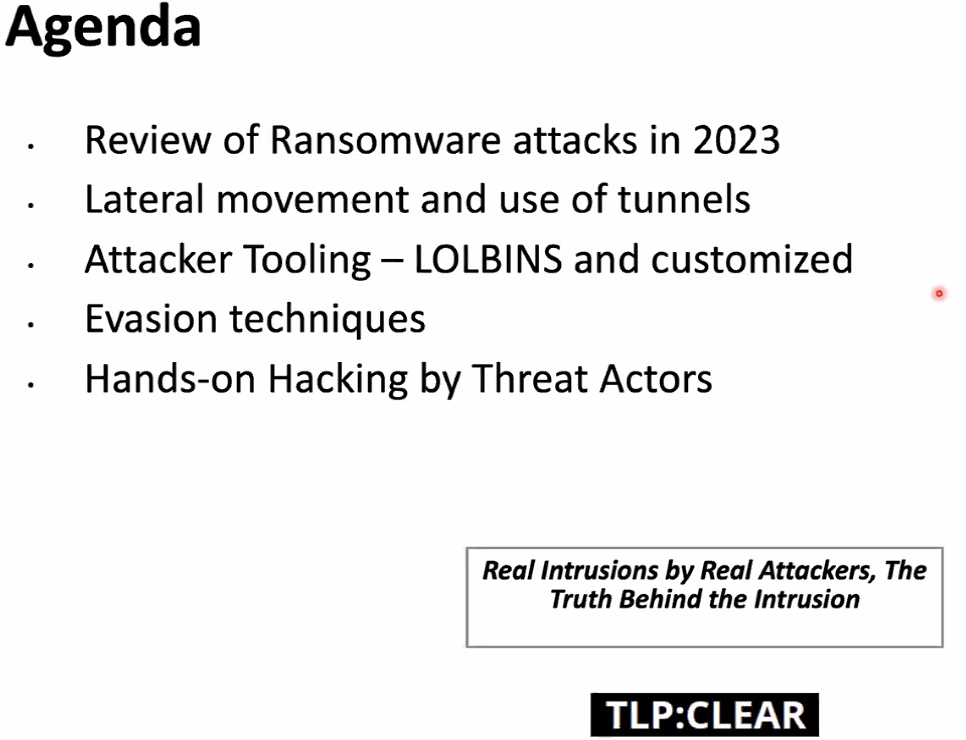 Agenda
· Review of Ransomware attacks in 2023
· Lateral movement and use of tunnels
· Attacker Tooling – LOLBINS and customized
· Evasion techniques
· Hands-on Hacking by Threat Actors
Real Intrusions by Real Attackers, The
Truth Behind the Intrusion
TLP:CLEAR